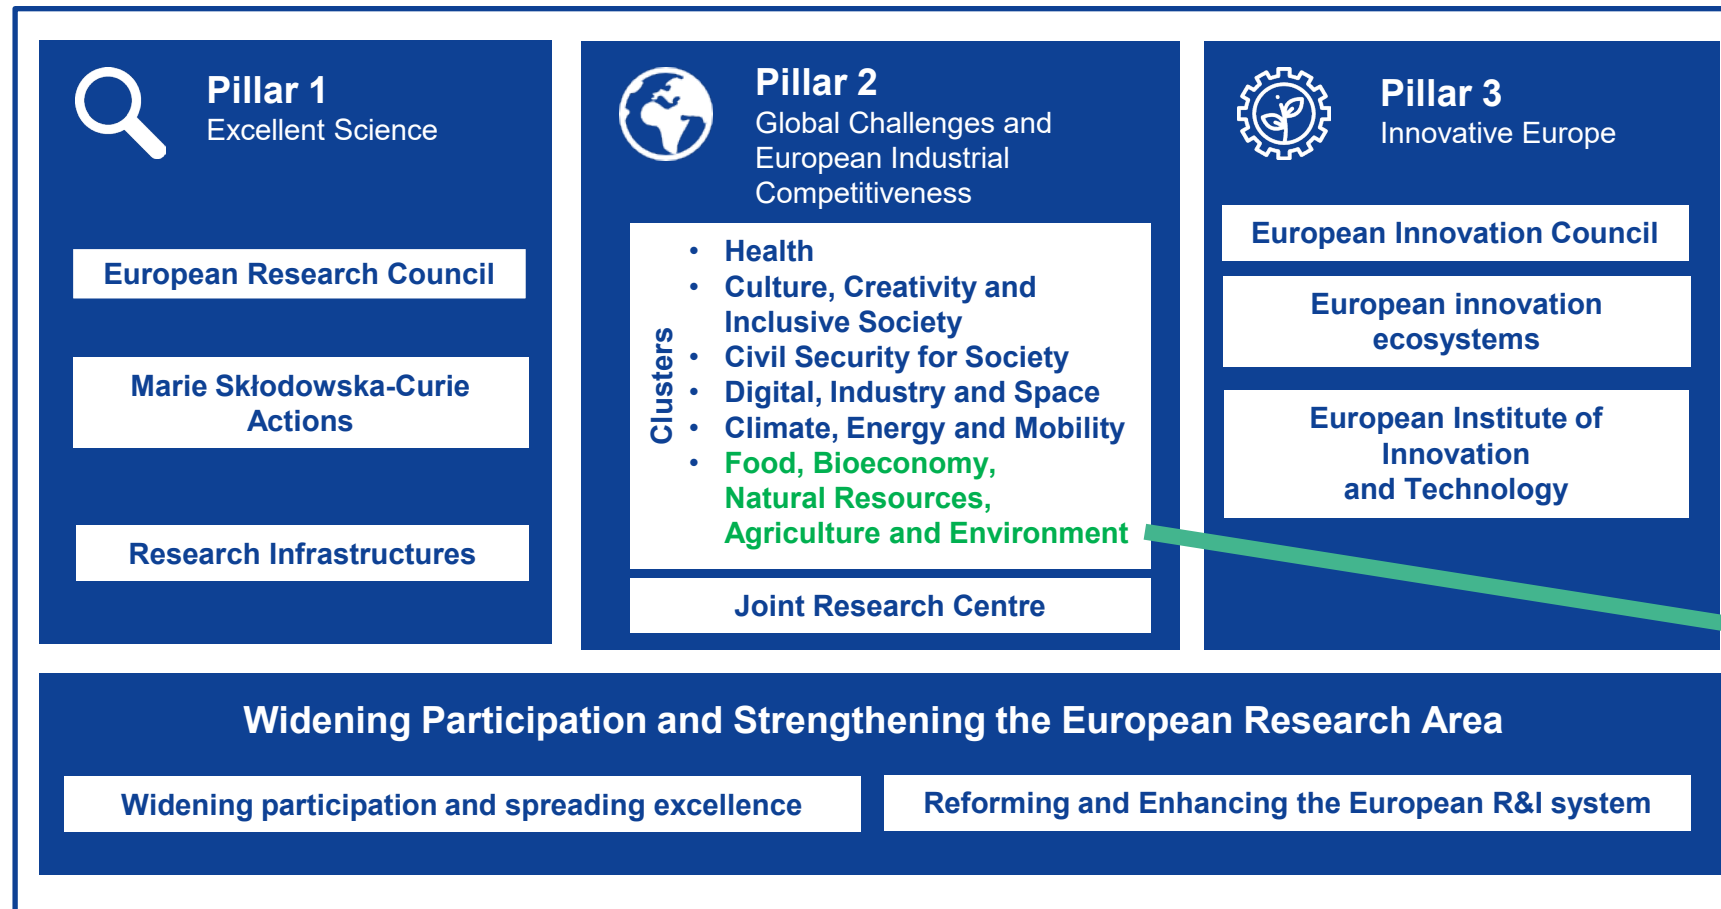 Pillar 1
Excellent Science
European Research Council
Marie Skłodowska-Curie
Actions
Research Infrastructures
Pillar 2
Global Challenges and
European Industrial
Competitiveness
Clusters
• Health
• Culture, Creativity and
Inclusive Society
• Civil Security for Society
• Digital, Industry and Space
• Climate, Energy and Mobility
• Food, Bioeconomy,
Natural Resources,
Agriculture and Environment
Joint Research Centre
Pillar 3
Innovative Europe
European Innovation Council
European innovation
ecosystems
European Institute of
Innovation
and Technology
Widening Participation and Strengthening the European Research Area
Widening participation and spreading excellence
Reforming and Enhancing the European R&I system